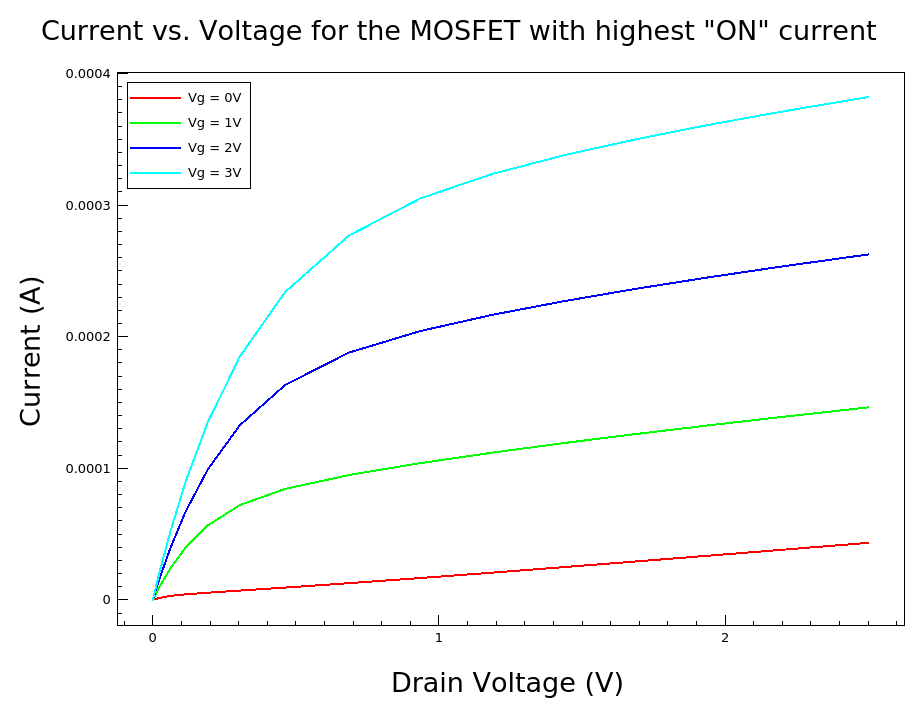 Current vs. Voltage for the MOSFET with highest "ON" current
0.0004
Vg = 0V
Vg = 1V
Vg = 2V
Vg = 3V
0.0003
0.0002
0.0001
0
Current (A)
0 1 2
Drain Voltage (V)